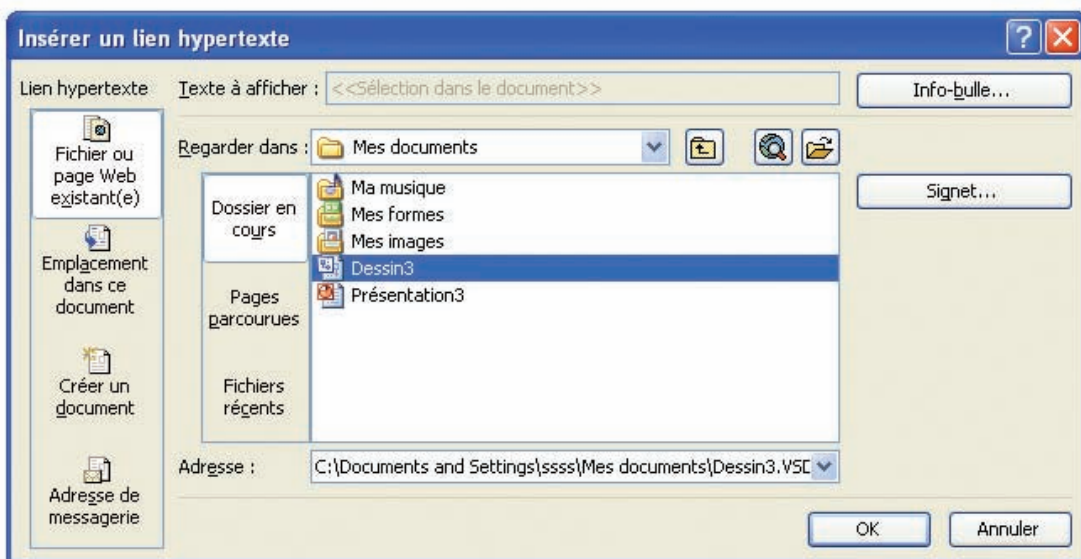 Insérer un lien hypertexte
Lien hypertexte
Texte à afficher : <<Sélection dans le document>>
Info-bulle...
Fichier ou
page Web
existant(e)
Emplacement
dans ce
document
Créer un
document
Adresse de
messagerie
Regarder dans : Mes documents
Dossier en
cours
Pages
parcourues
Fichiers
récents
Ma musique
Mes formes
Mes images
Dessin3
Présentation3
Signet...
Adresse : C:\Documents and Settings\ssss\Mes documents\Dessin3.VSD
OK
Annuler